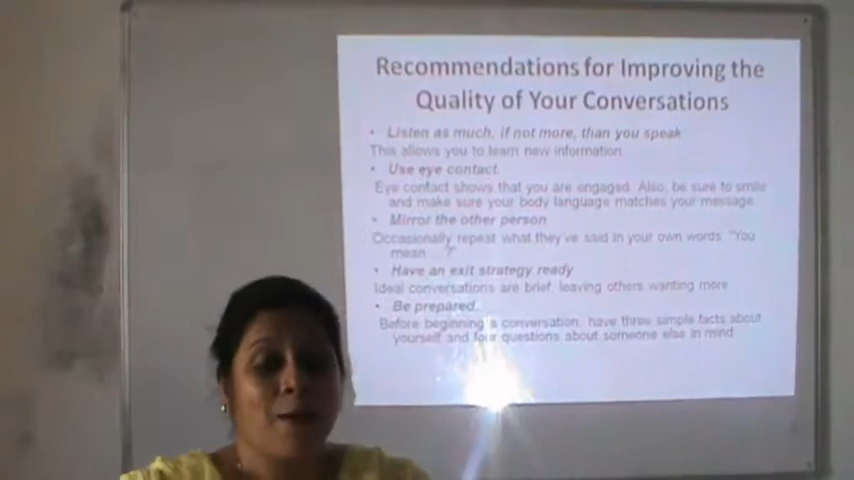 Recommendations for Improving the
Quality of Your Conversations
• Listen as much, if not more, than you speak
This allows you to learn new information
• Use eye contact.
Eye contact shows that you are engaged. Also, be sure to smile
and make sure your body language matches your message.
• Mirror the other person
Occasionally repeat what they've said in your own words. "You
mean....?"
• Have an exit strategy ready
Ideal conversations are brief, leaving others wanting more
• Be prepared.
Before beginning a conversation, have three simple facts about
yourself and four questions about someone else in mind